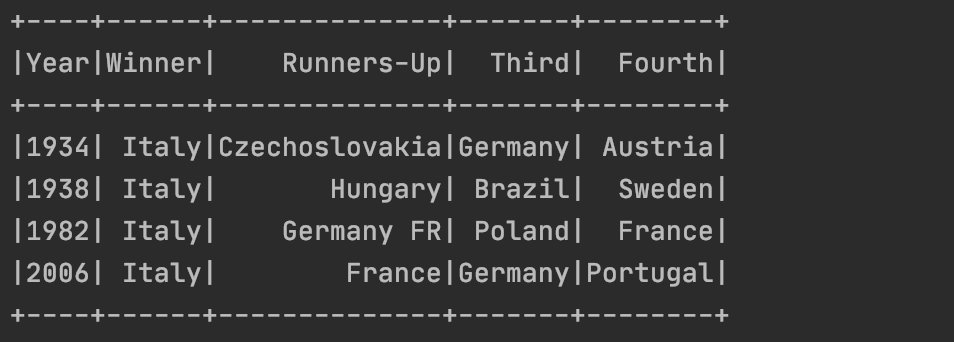 +----+------+--------------+-------+--------+
|Year|Winner|    Runners-Up|  Third|  Fourth|
+----+------+--------------+-------+--------+
|1934| Italy|Czechoslovakia|Germany| Austria|
|1938| Italy|       Hungary| Brazil|  Sweden|
|1982| Italy|    Germany FR| Poland|  France|
|2006| Italy|        France|Germany|Portugal|
+----+------+--------------+-------+--------+